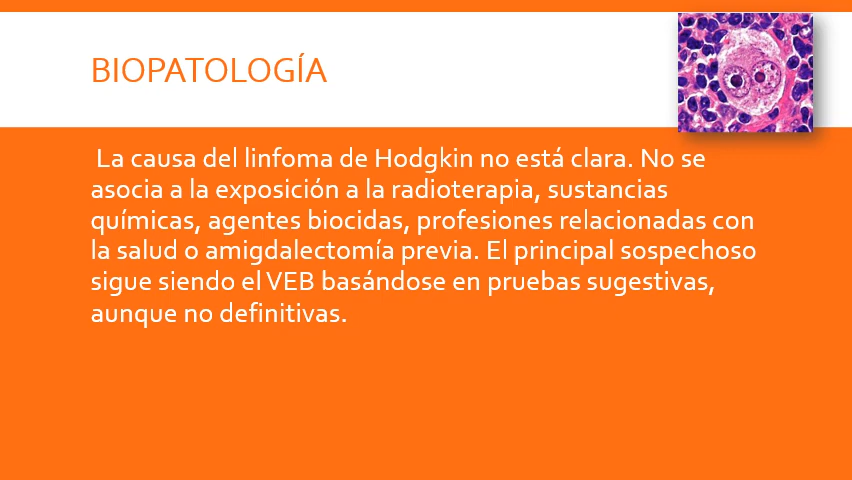 BIOPATOLOGÍA
La causa del linfoma de Hodgkin no está clara. No se
asocia a la exposición a la radioterapia, sustancias
químicas, agentes biocidas, profesiones relacionadas con
la salud o amigdalectomía previa. El principal sospechoso
sigue siendo el VEB basándose en pruebas sugestivas,
aunque no definitivas.